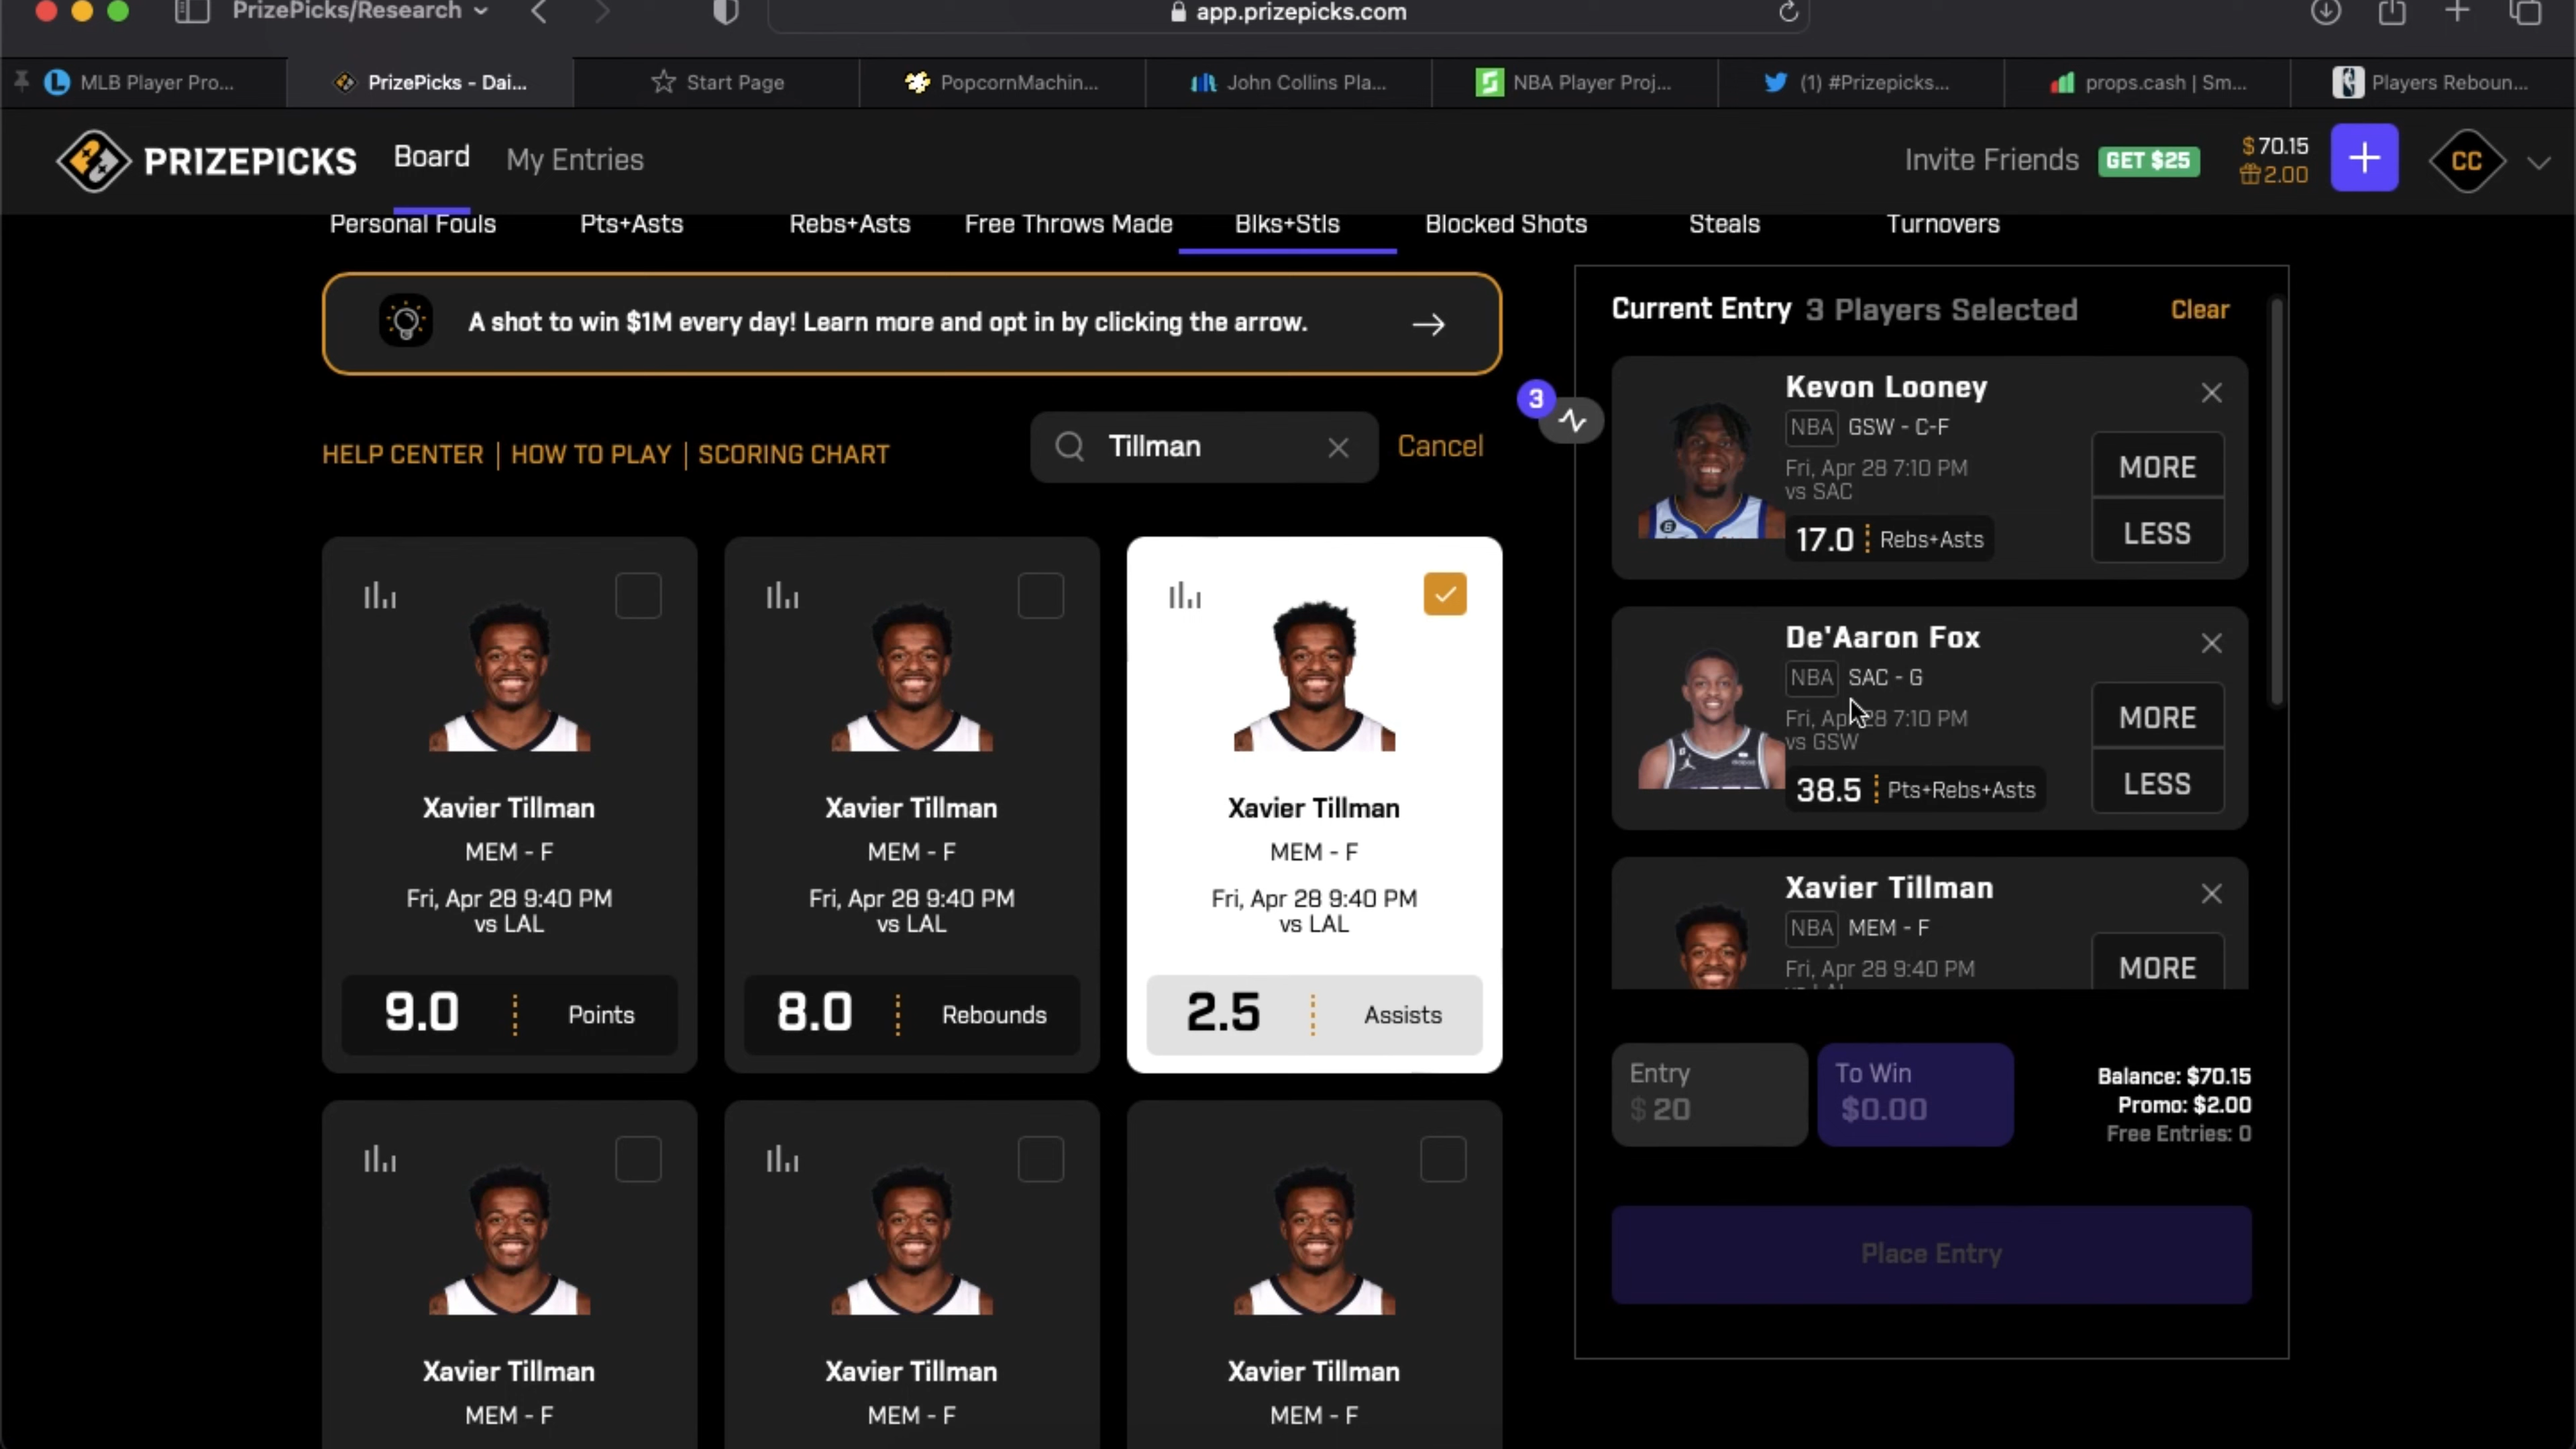 PrizePicks/Research
app.prizepicks.com
MLB Player Pro...
PrizePicks - Dai...
Start Page
PopcornMachin...
John Collins Pla...
NBA Player Proj...
(1) #Prizepicks...
props.cash | Sm...
Players Reboun...
PRIZEPICKS
Board
My Entries
Invite Friends
GET $25
$ 70.15
2.00
CC
Personal Fouls
Pts+Asts
Rebs+Asts
Free Throws Made
Blks+Stls
Blocked Shots
Steals
Turnovers
A shot to win $1M every day! Learn more and opt in by clicking the arrow.
HELP CENTER | HOW TO PLAY | SCORING CHART
Tillman
Cancel
Xavier Tillman
MEM - F
Fri, Apr 28 9:40 PM
vs LAL
9.0 Points
Xavier Tillman
MEM - F
Fri, Apr 28 9:40 PM
vs LAL
8.0 Rebounds
Xavier Tillman
MEM - F
Fri, Apr 28 9:40 PM
vs LAL
2.5 Assists
Xavier Tillman
MEM - F
Xavier Tillman
MEM - F
Xavier Tillman
MEM - F
3
Current Entry 3 Players Selected
Clear
Kevon Looney
NBA GSW - C-F
Fri, Apr 28 7:10 PM
vs SAC
17.0 Rebs+Asts
MORE
LESS
De'Aaron Fox
NBA SAC - G
Fri, Apr 28 7:10 PM
vs GSW
38.5 Pts+Rebs+Asts
MORE
LESS
Xavier Tillman
NBA MEM - F
Fri, Apr 28 9:40 PM
MORE
Entry
$ 20
To Win
$0.00
Balance: $70.15
Promo: $2.00
Free Entries: 0
Place Entry